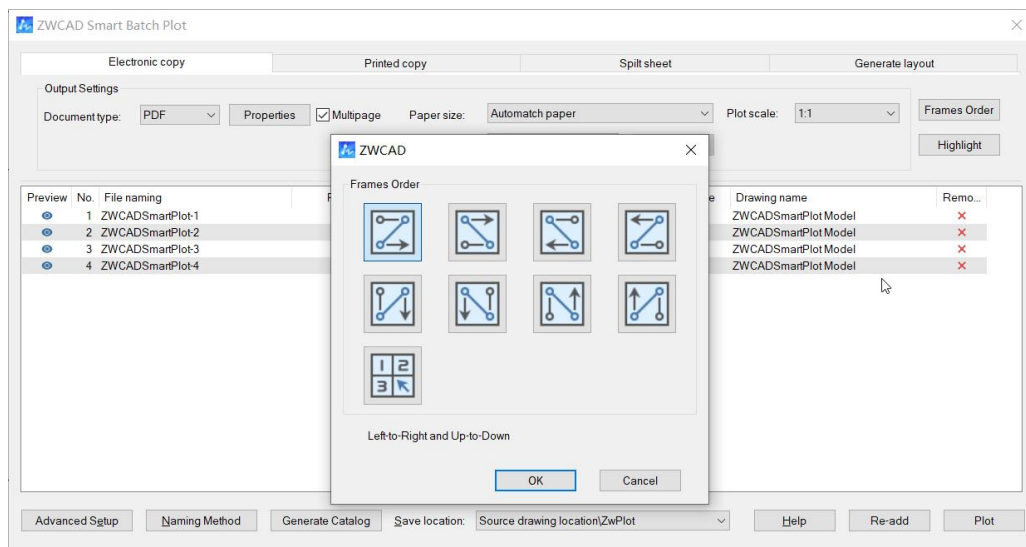 ZWCAD Smart Batch Plot
Electronic copy Printed copy Spilt sheet Generate layout
Output Settings
Document type: PDF Properties Multipage Paper size: Automatch paper Plot scale: 1:1 Frames Order
Highlight
ZWCAD
Frames Order
Preview No. File naming Drawing name Remo...
1 ZWCADSmartPlot-1 ZWCADSmartPlot Model
2 ZWCADSmartPlot-2 ZWCADSmartPlot Model
3 ZWCADSmartPlot-3 ZWCADSmartPlot Model
4 ZWCADSmartPlot-4 ZWCADSmartPlot Model
1 2
3
Left-to-Right and Up-to-Down
OK Cancel
Advanced Setup Naming Method Generate Catalog Save location: Source drawing location\ZwPlot Help Re-add Plot